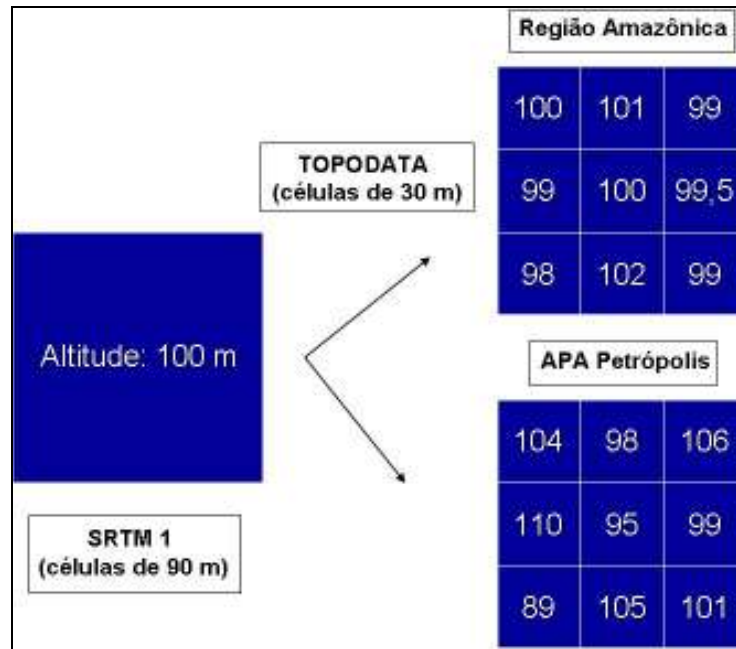 Região Amazônica
100 101 99
99 100 99,5
98 102 99
TOPODATA
(células de 30 m)
Altitude: 100 m
SRTM 1
(células de 90 m)
APA Petrópolis
104 98 106
110 95 99
89 105 101